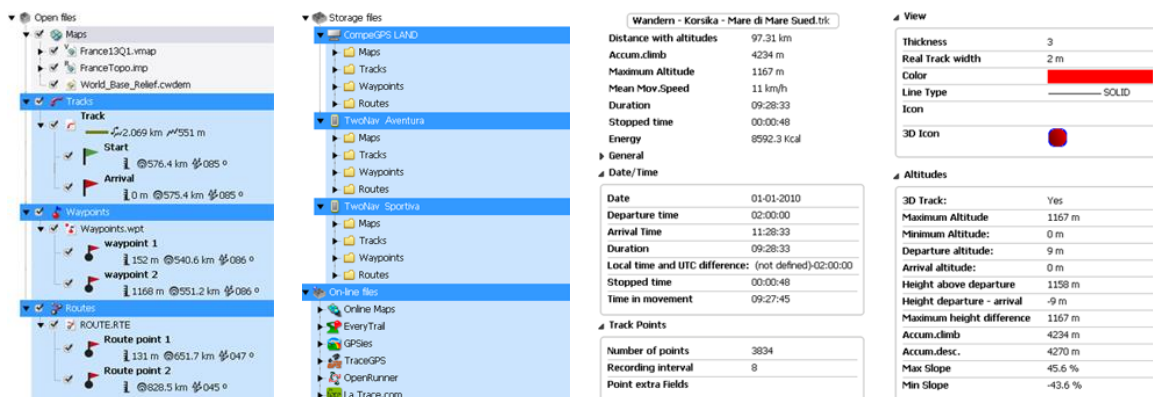 Open files
Maps
France13Q1.vmap
FranceTopo.imp
World_Base_Relief.cwdem
Tracks
Track
2.069 km 551 m
Start
576.4 km 085 º
Arrival
0 m 575.4 km 085 º
Waypoints
Waypoints.wpt
waypoint 1
152 m 540.6 km 086 º
waypoint 2
1168 m 551.2 km 086 º
Routes
ROUTE.RTE
Route point 1
131 m 651.7 km 047 º
Route point 2
828.5 km 045 º
Storage files
CompeGPS LAND
Maps
Tracks
Waypoints
Routes
TwoNav Aventura
Maps
Tracks
Waypoints
Routes
TwoNav Sportiva
Maps
Tracks
Waypoints
Routes
On-line files
Online Maps
EveryTrail
GPSies
TraceGPS
OpenRunner
La Trace.com
Wandern - Korsika - Mare di Mare Sued.trk
Distance with altitudes 97.31 km
Accum.climb 4234 m
Maximum Altitude 1167 m
Mean Mov.Speed 11 km/h
Duration 09:28:33
Stopped time 00:00:48
Energy 8592.3 Kcal
General
Date/Time
Date 01-01-2010
Departure time 02:00:00
Arrival Time 11:28:33
Duration 09:28:33
Local time and UTC difference: (not defined)-02:00:00
Stopped time 00:00:48
Time in movement 09:27:45
Track Points
Number of points 3834
Recording interval 8
Point extra Fields
View
Thickness 3
Real Track width 2 m
Color
Line Type SOLID
Icon
3D Icon
Altitudes
3D Track: Yes
Maximum Altitude 1167 m
Minimum Altitude: 0 m
Departure altitude: 9 m
Arrival altitude: 0 m
Height above departure 1158 m
Height departure - arrival -9 m
Maximum height difference 1167 m
Accum.climb 4234 m
Accum.desc. 4270 m
Max Slope 45.6 %
Min Slope -43.6 %